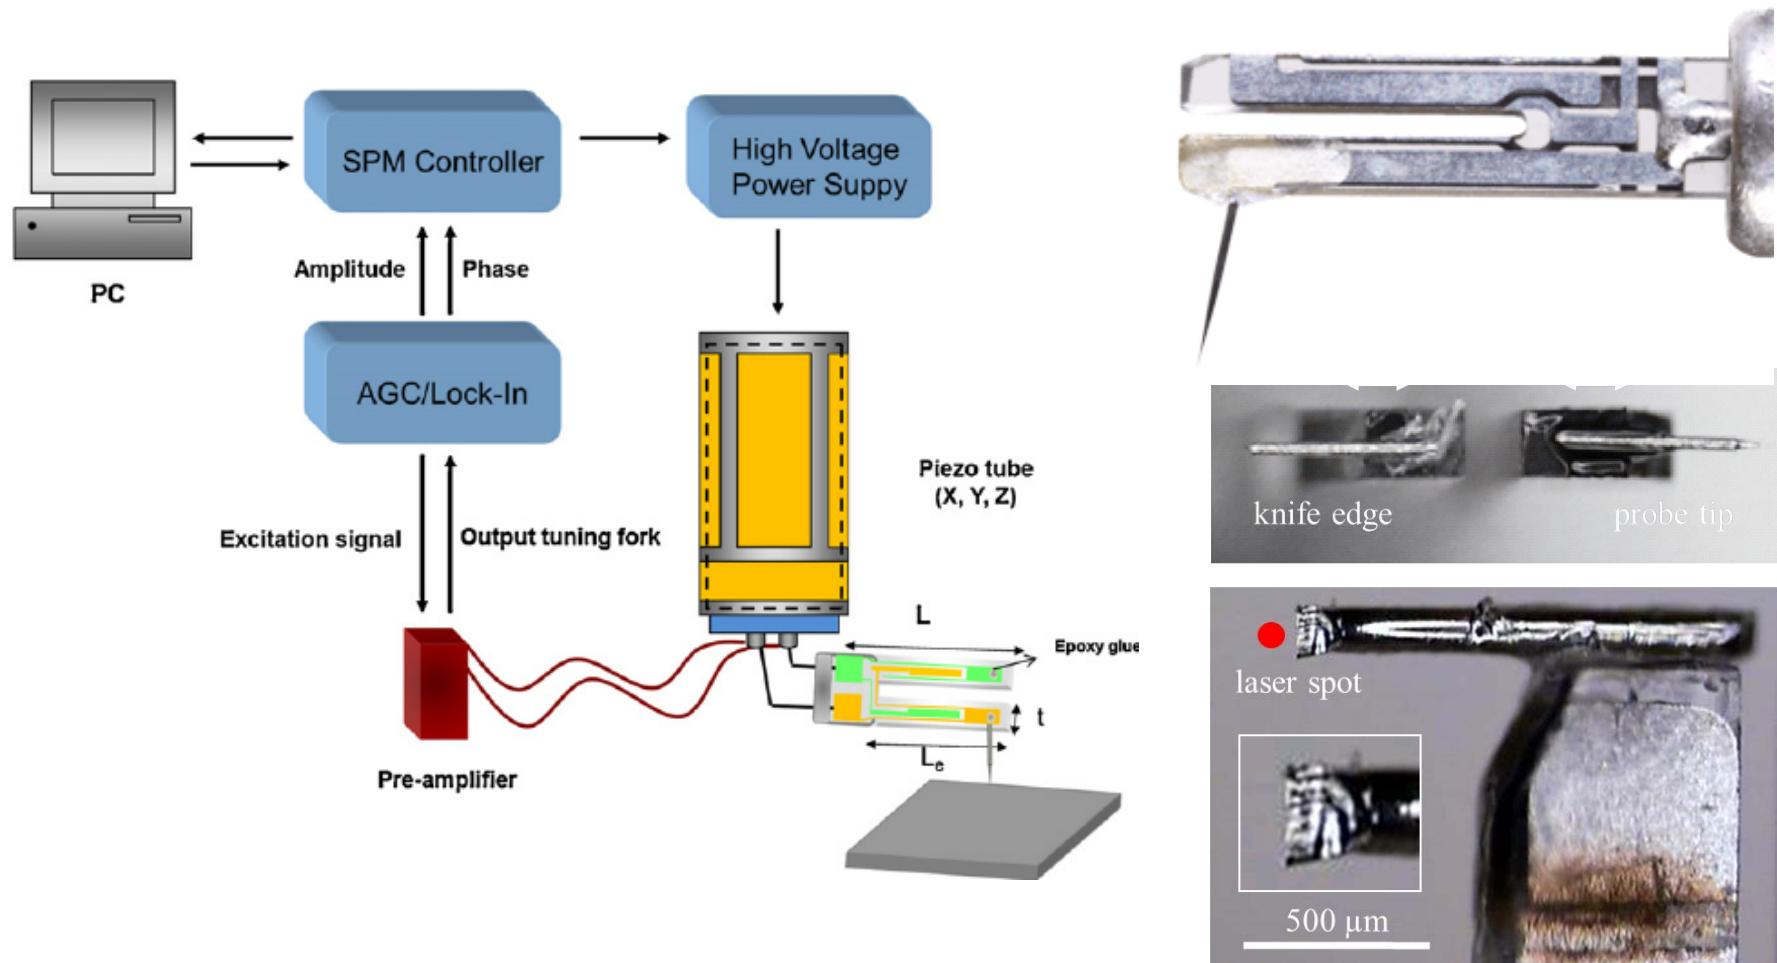 PC
SPM Controller
High Voltage
Power Suppy
Amplitude
Phase
AGC/Lock-In
Excitation signal
Output tuning fork
Pre-amplifier
Piezo tube
(X, Y, Z)
L
Epoxy glue
t
Le
knife edge
probe tip
laser spot
500 µm